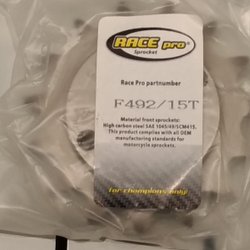 RACE pro
Sprocket
Race Pro partnumber
F492/15T
Material front sprockets:
High carbon steel SAE 1045/49/SCM415.
This product complies with all OEM
manufacturing standards for
motorcycle sprockets.
for champions only!